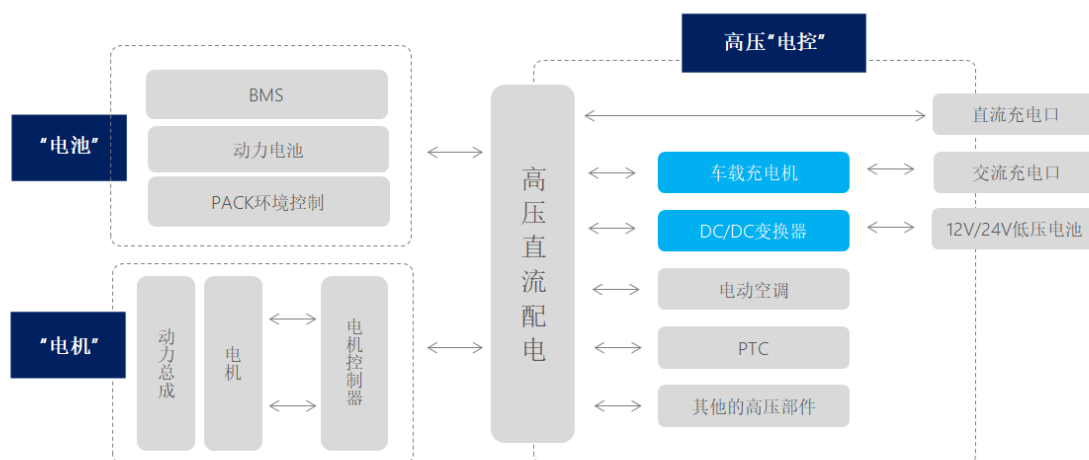 高压“电控”
“电池”
BMS
动力电池
PACK环境控制
“电机”
动力总成
电机
电机控制器
高压直流配电
直流充电口
车载充电机
交流充电口
DC/DC变换器
12V/24V低压电池
电动空调
PTC
其他的高压部件